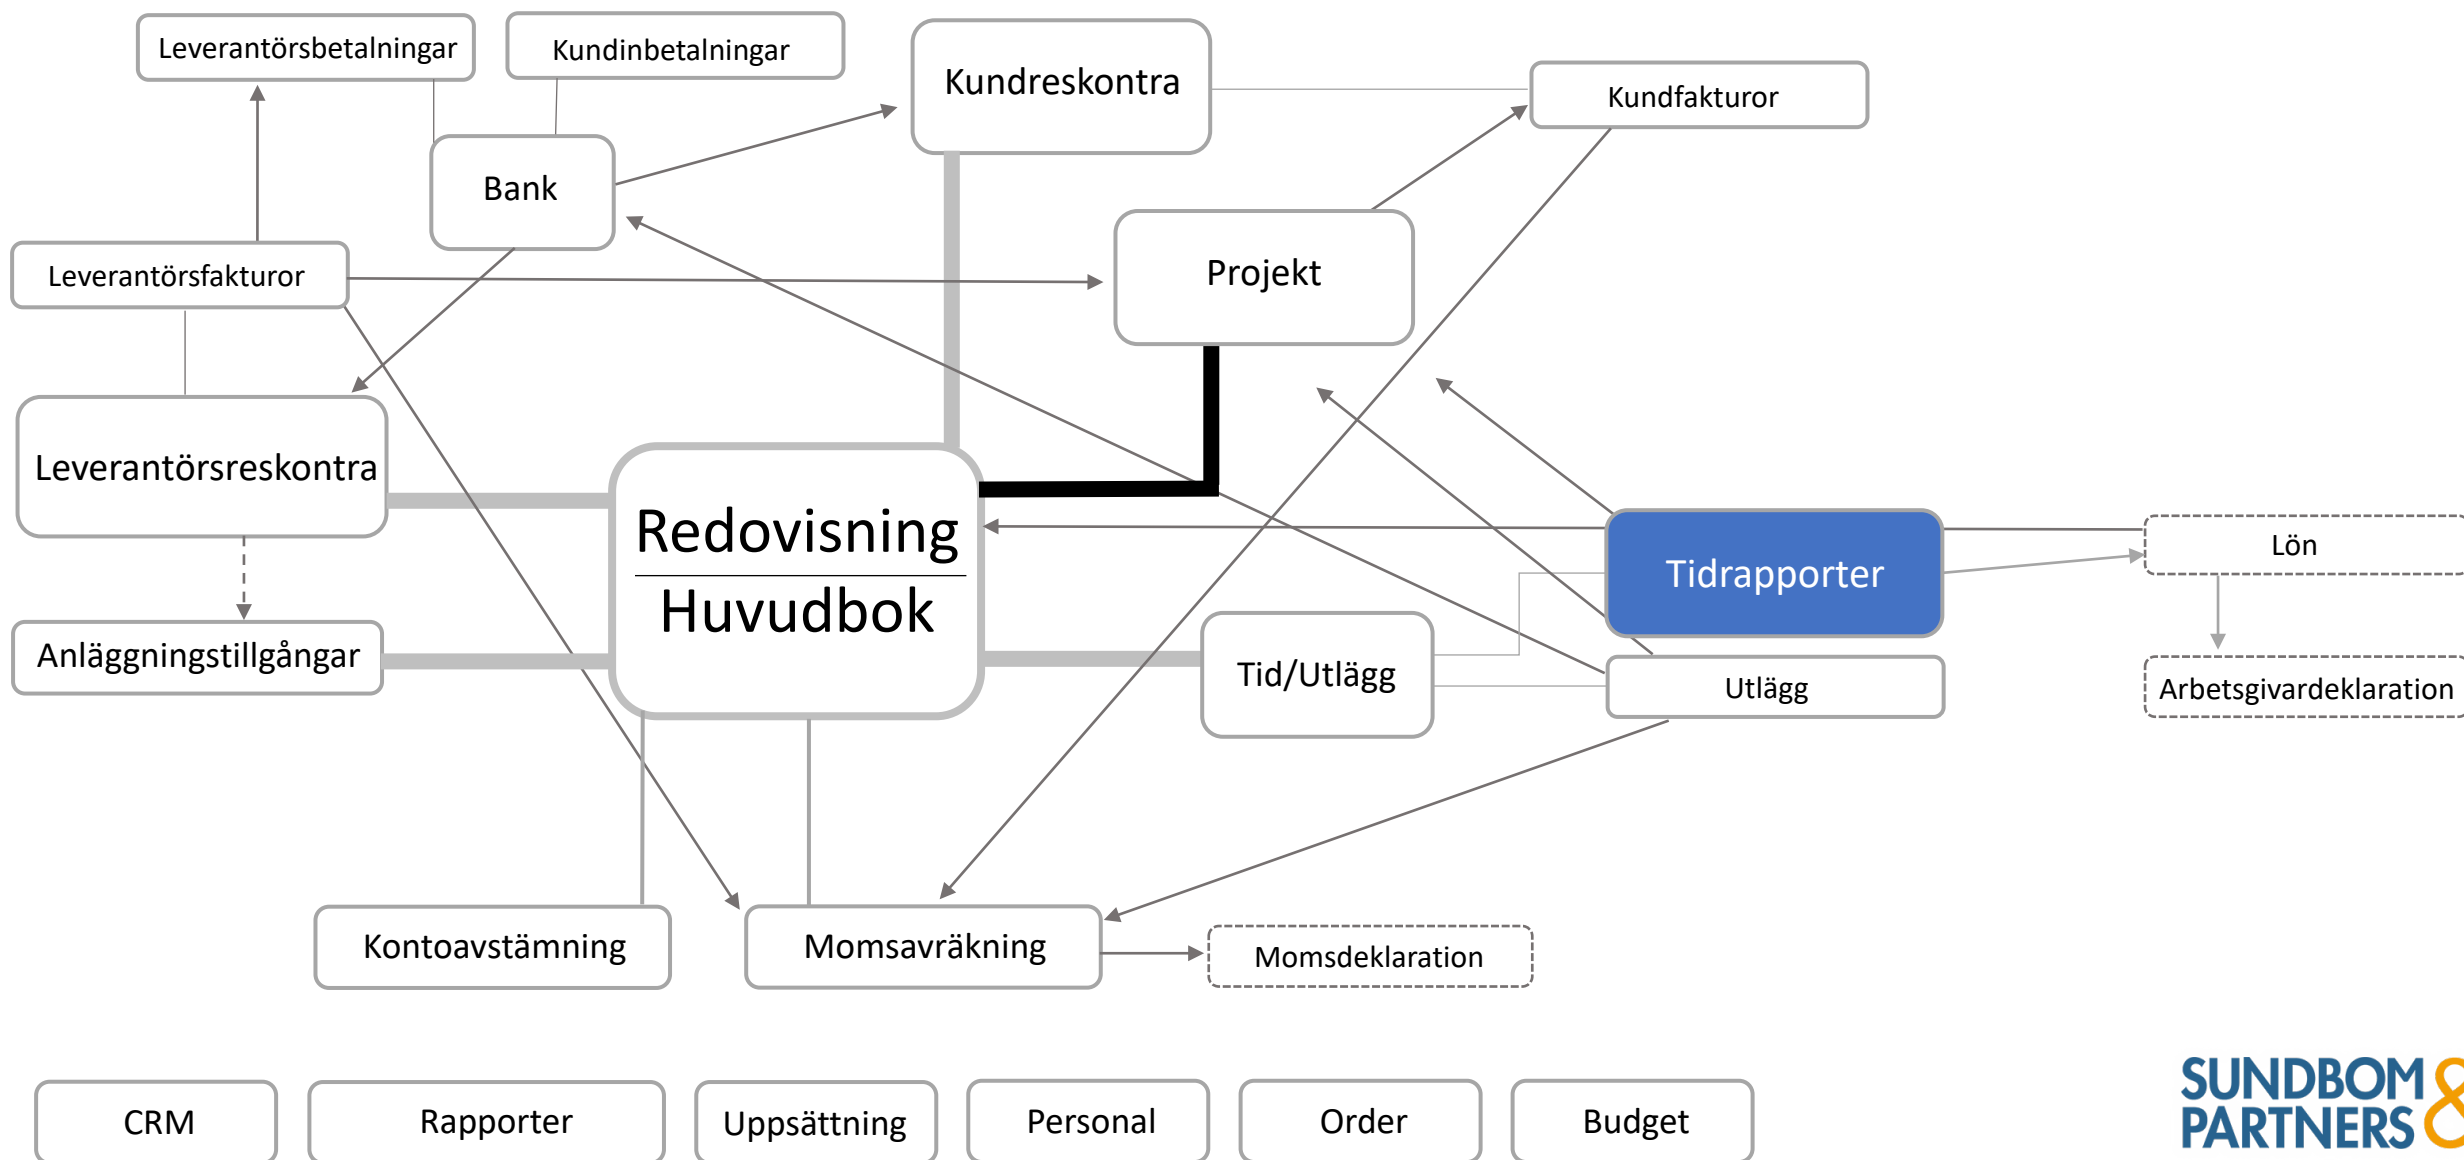 Leverantörsbetalningar
Kundinbetalningar
Kundreskontra
Kundfakturor
Bank
Projekt
Leverantörsfakturor
Leverantörsreskontra
Redovisning
Huvudbok
Tidrapporter
Lön
Anläggningstillgångar
Tid/Utlägg
Utlägg
Arbetsgivardeklaration
Kontoavstämning
Momsavräkning
Momsdeklaration
CRM
Rapporter
Uppsättning
Personal
Order
Budget
SUNDBOM &
PARTNERS